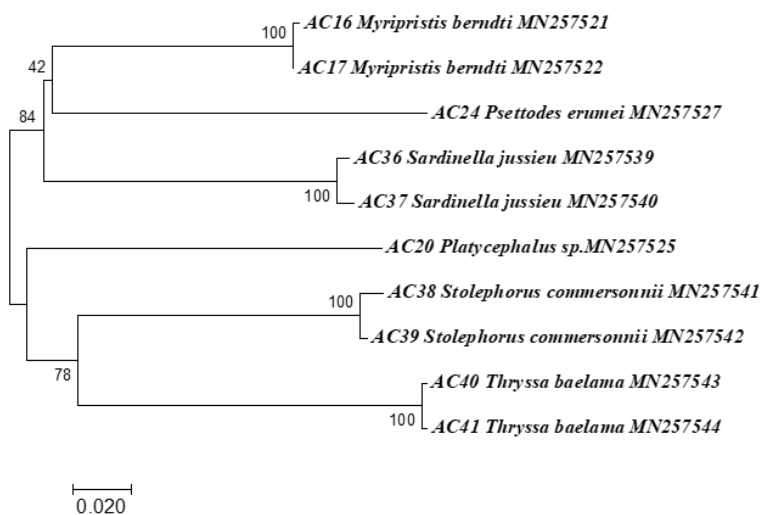 100
AC16 Myripristis berndti MN257521
42
AC17 Myripristis berndti MN257522
84
AC24 Psettodes erumei MN257527
AC36 Sardinella jussieu MN257539
100
AC37 Sardinella jussieu MN257540
AC20 Platycephalus sp.MN257525
100
AC38 Stolephorus commersonnii MN257541
AC39 Stolephorus commersonnii MN257542
78
AC40 Thryssa baelama MN257543
100
AC41 Thryssa baelama MN257544
0.020